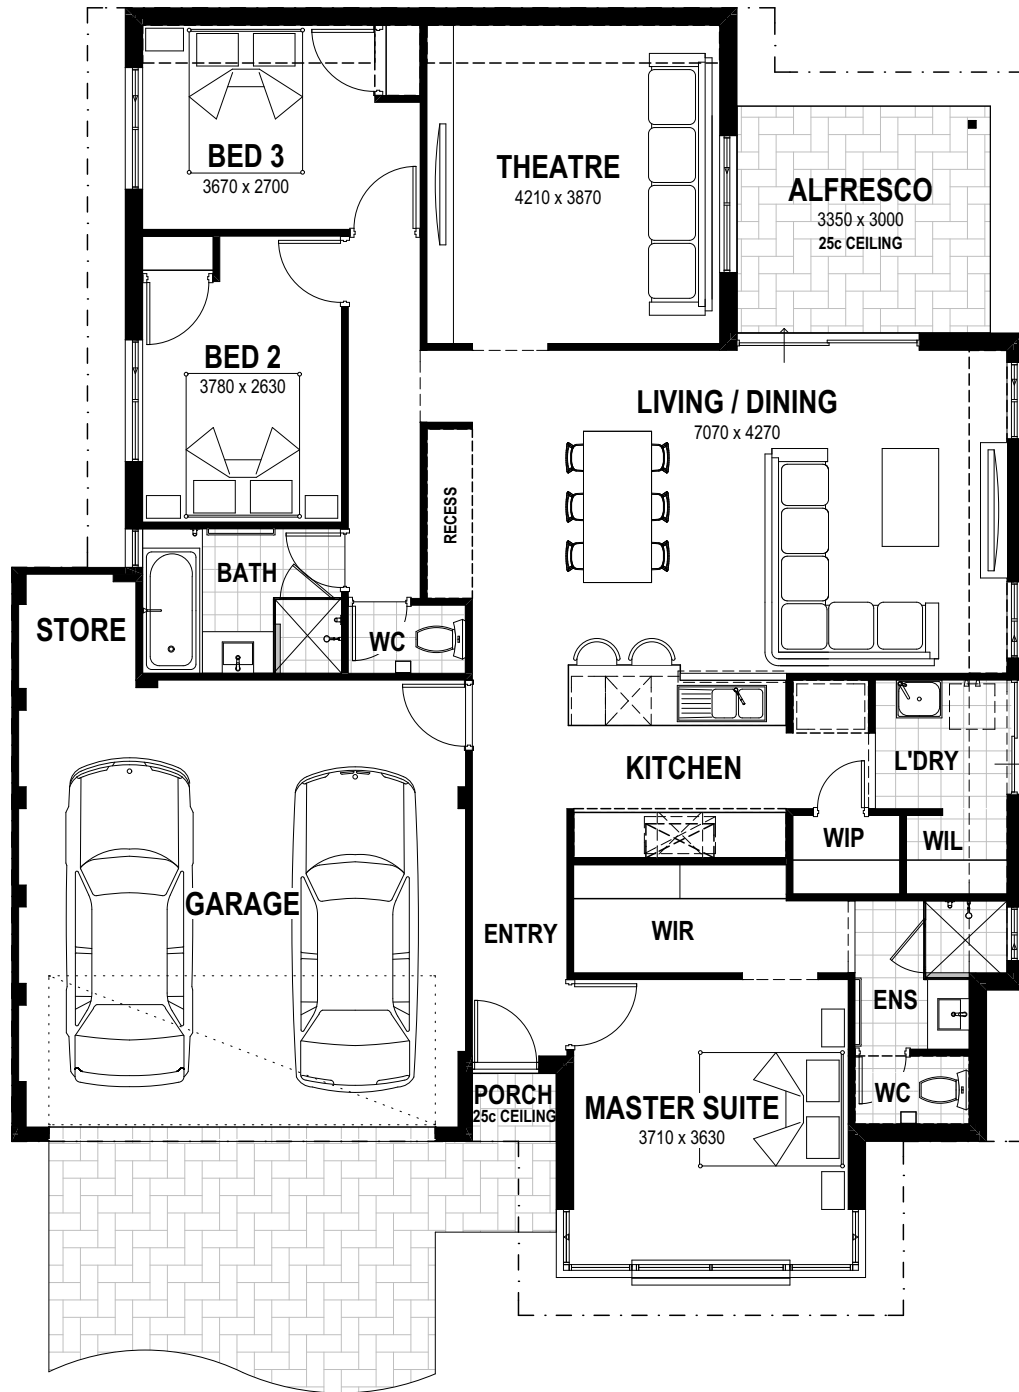 BED 3
3670 x 2700
THEATRE
4210 x 3870
ALFRESCO
3350 x 3000
25c CEILING
BED 2
3780 x 2630
LIVING / DINING
7070 x 4270
RECESS
BATH
STORE
WC
KITCHEN
L'DRY
WIP
WIL
GARAGE
ENTRY
WIR
ENS
PORCH
25c CEILING
MASTER SUITE
3710 x 3630
WC